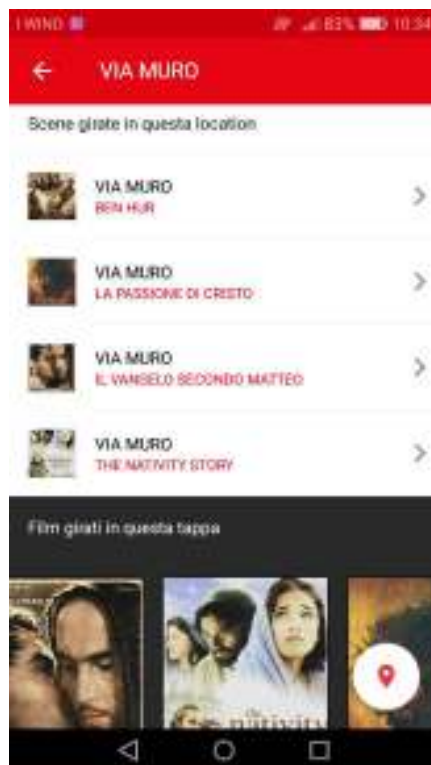 I WIND
83% 10:34
VIA MURO
Scene girate in questa location
VIA MURO
BEN HUR
VIA MURO
LA PASSIONE DI CRISTO
VIA MURO
IL VANGELO SECONDO MATTEO
VIA MURO
THE NATIVITY STORY
Film girati in questa tappa
the
nativity